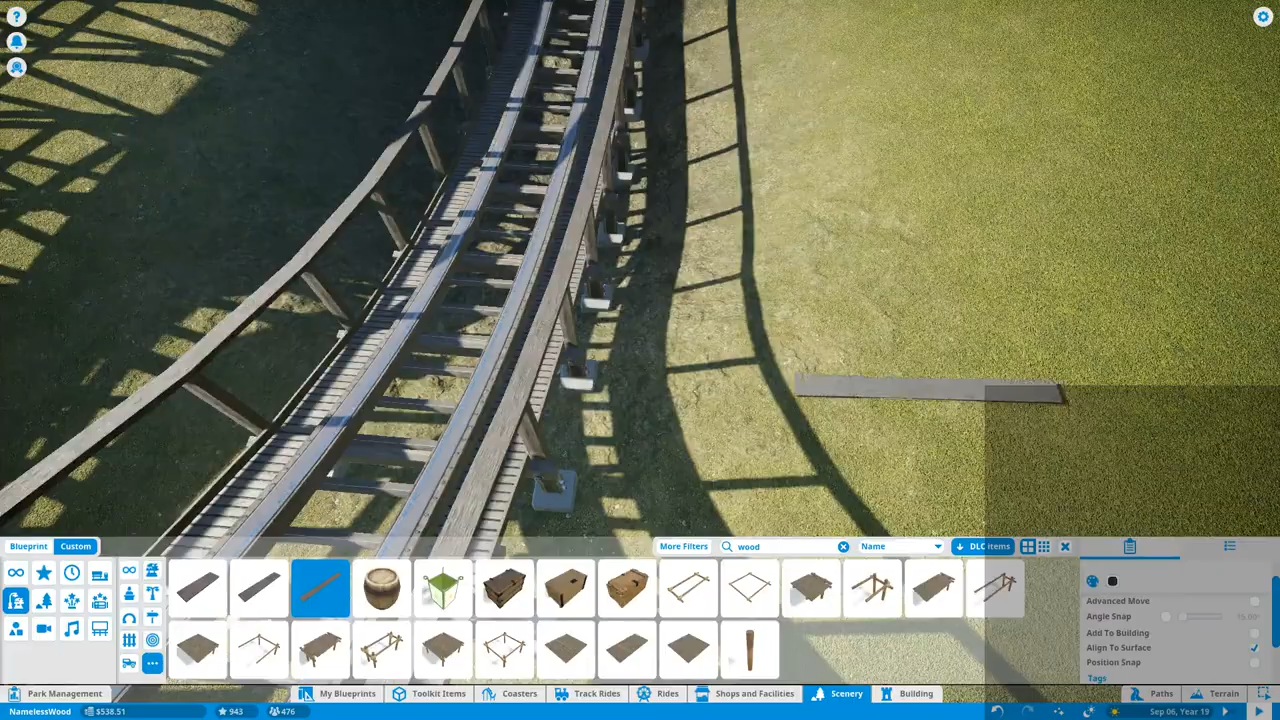 ?
Blueprint Custom More Filters wood Name DLC Items
Advanced Move
Angle Snap 15.00°
Add To Building
Align To Surface
Position Snap
Tags
Park Management My Blueprints Toolkit Items Coasters Track Rides Rides Shops and Facilities Scenery Building Paths Terrain
NamelessWood $538.51 943 476 Sep 06, Year 19